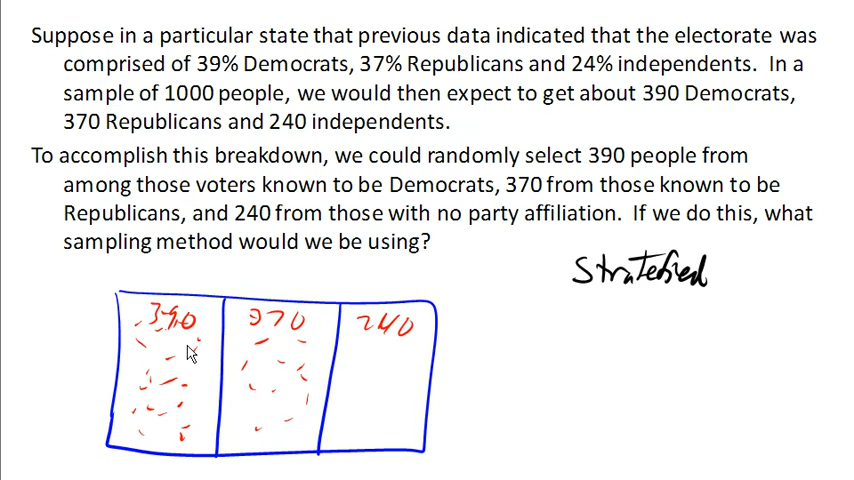 Suppose in a particular state that previous data indicated that the electorate was
comprised of 39% Democrats, 37% Republicans and 24% independents. In a
sample of 1000 people, we would then expect to get about 390 Democrats,
370 Republicans and 240 independents.
To accomplish this breakdown, we could randomly select 390 people from
among those voters known to be Democrats, 370 from those known to be
Republicans, and 240 from those with no party affiliation. If we do this, what
sampling method would we be using?
Stratefied
390 370 240